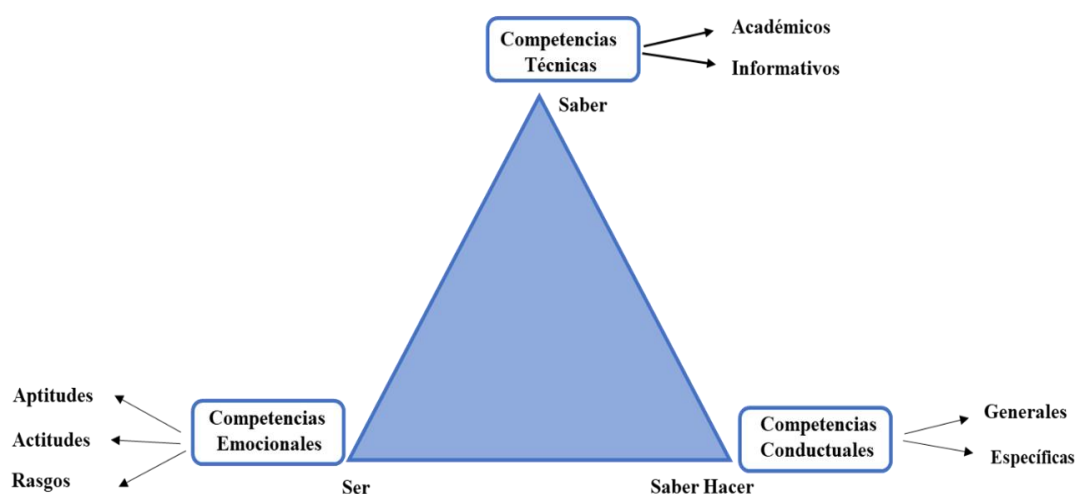 Competencias
Técnicas
Académicos
Informativos
Saber
Aptitudes
Actitudes
Rasgos
Competencias
Emocionales
Ser
Saber Hacer
Competencias
Conductuales
Generales
Específicas